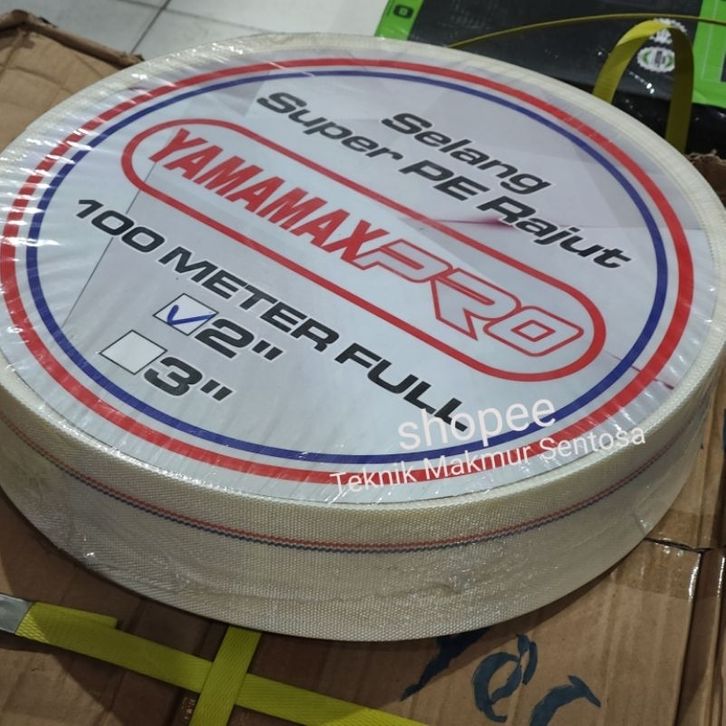 Selang
Super PE Rajut
YAMAMAXPRO
100 METER FULL
2"
3"
shopee
Teknik Makmur Sentosa